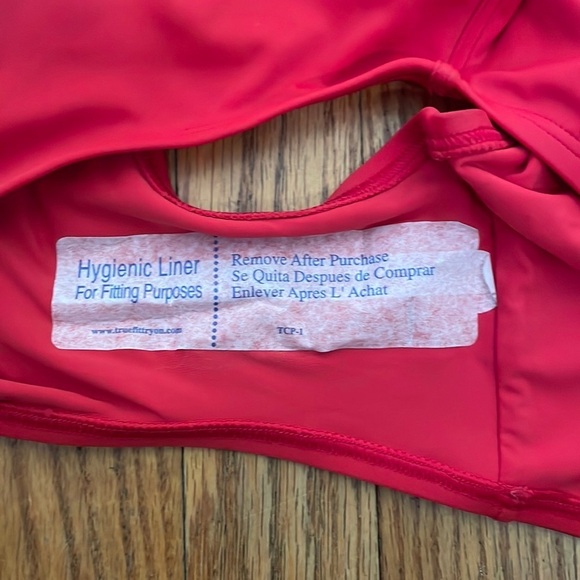 Hygienic Liner
For Fitting Purposes
www.truefittryon.com
Remove After Purchase
Se Quita Despues de Comprar
Enlever Apres L' Achat
TCP-1